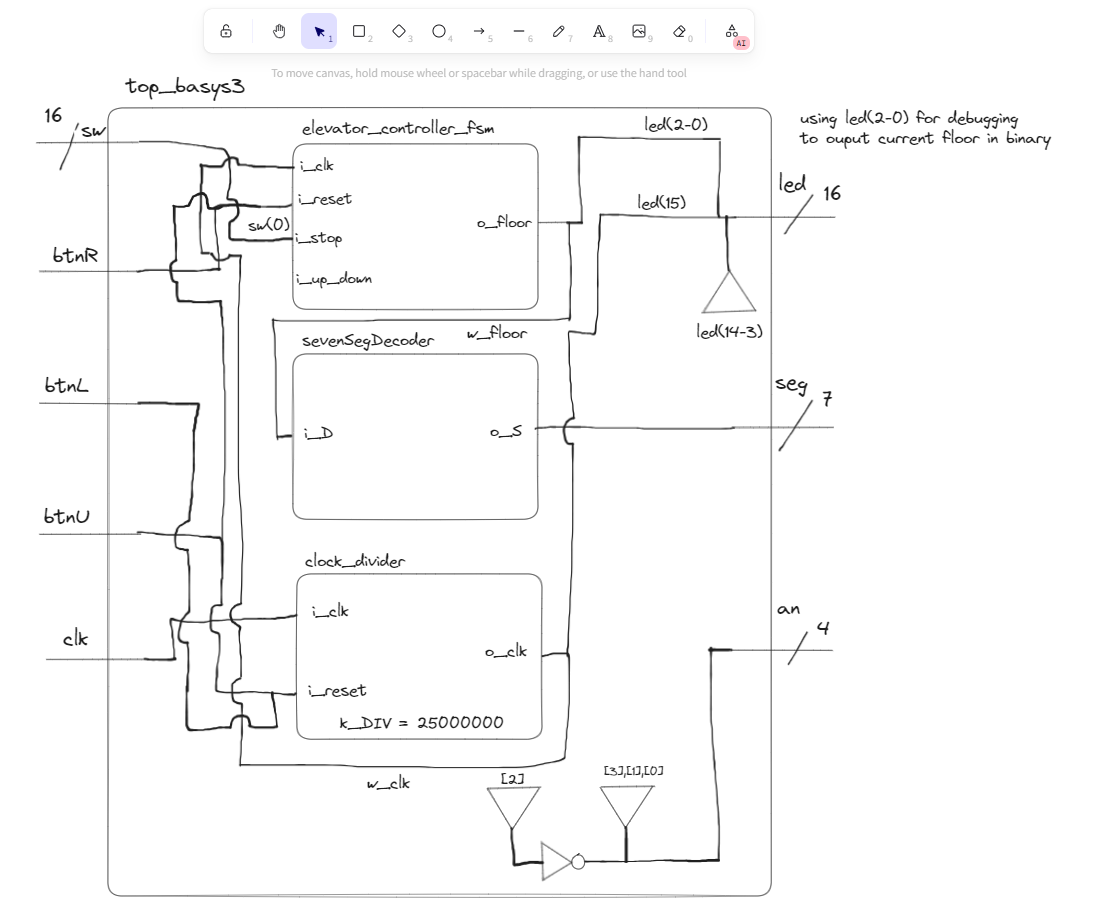 1 2 3 4 5 6 7 8 9 0 AI
To move canvas, hold mouse wheel or spacebar while dragging, or use the hand tool
top_basys3
16
sw
elevator_controller_fsm
led(2-0)
using led(2-0) for debugging
to ouput current floor in binary
i_clk
led
16
i_reset
led(15)
sw(0)
o_floor
i_stop
btnR
i_up_down
w_floor
led(14-3)
sevenSegDecoder
btnL
seg
7
i_D
o_S
btnU
clock_divider
i_clk
an
4
clk
o_clk
i_reset
k_DIV = 25000000
w_clk
[2]
[3],[1],[0]